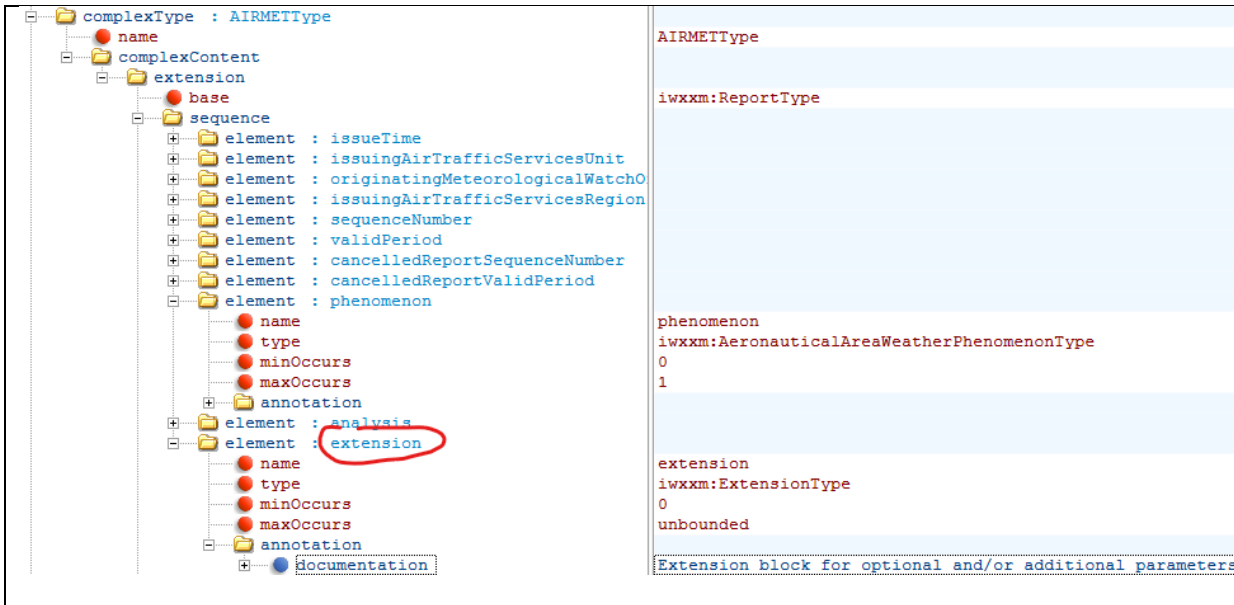 complexType : AIRMETType
name AIRMETType
complexContent
extension
base iwxxm:ReportType
sequence
element : issueTime
element : issuingAirTrafficServicesUnit
element : originatingMeteorologicalWatchO
element : issuingAirTrafficServicesRegion
element : sequenceNumber
element : validPeriod
element : cancelledReportSequenceNumber
element : cancelledReportValidPeriod
element : phenomenon
name phenomenon
type iwxxm:AeronauticalAreaWeatherPhenomenonType
minOccurs 0
maxOccurs 1
annotation
element : analysis
element : extension
name extension
type iwxxm:ExtensionType
minOccurs 0
maxOccurs unbounded
annotation
documentation Extension block for optional and/or additional parameters